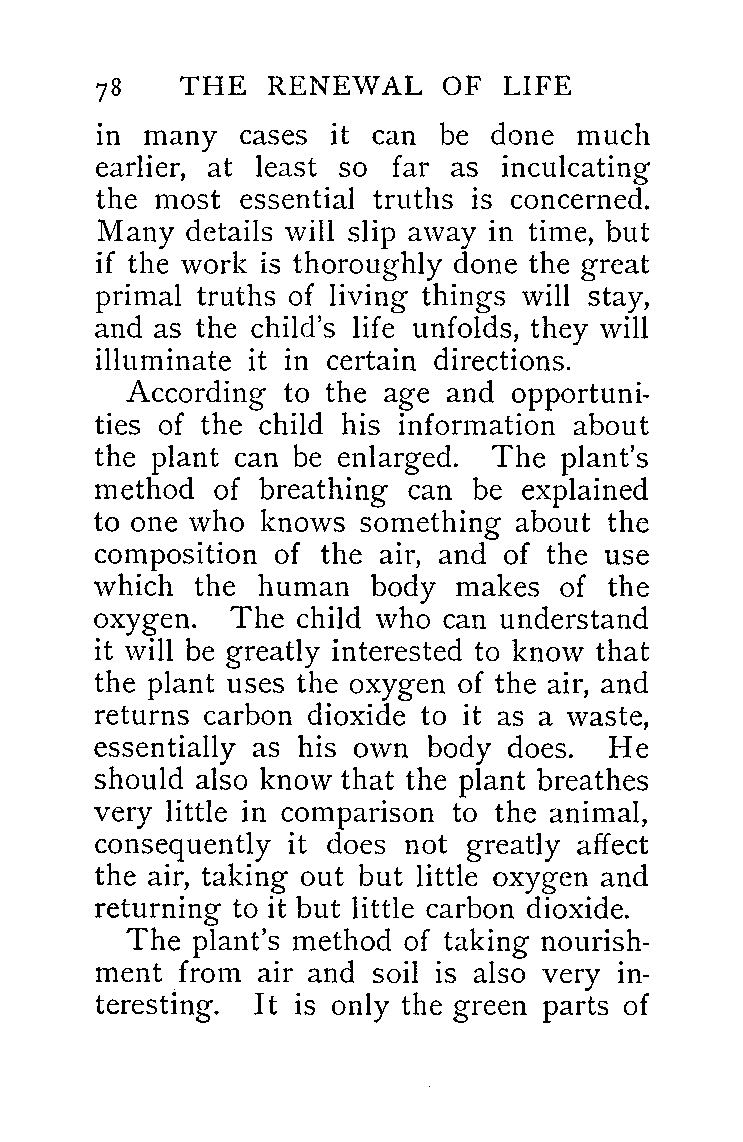 78 THE RENEWAL OF LIFE
in many cases it can be done much
earlier, at least so far as inculcating
the most essential truths is concerned.
Many details will slip away in time, but
if the work is thoroughly done the great
primal truths of living things will stay,
and as the child's life unfolds, they will
illuminate it in certain directions.
According to the age and opportuni-
ties of the child his information about
the plant can be enlarged. The plant's
method of breathing can be explained
to one who knows something about the
composition of the air, and of the use
which the human body makes of the
oxygen. The child who can understand
it will be greatly interested to know that
the plant uses the oxygen of the air, and
returns carbon dioxide to it as a waste,
essentially as his own body does. He
should also know that the plant breathes
very little in comparison to the animal,
consequently it does not greatly affect
the air, taking out but little oxygen and
returning to it but little carbon dioxide.
The plant's method of taking nourish-
ment from air and soil is also very in-
teresting. It is only the green parts of